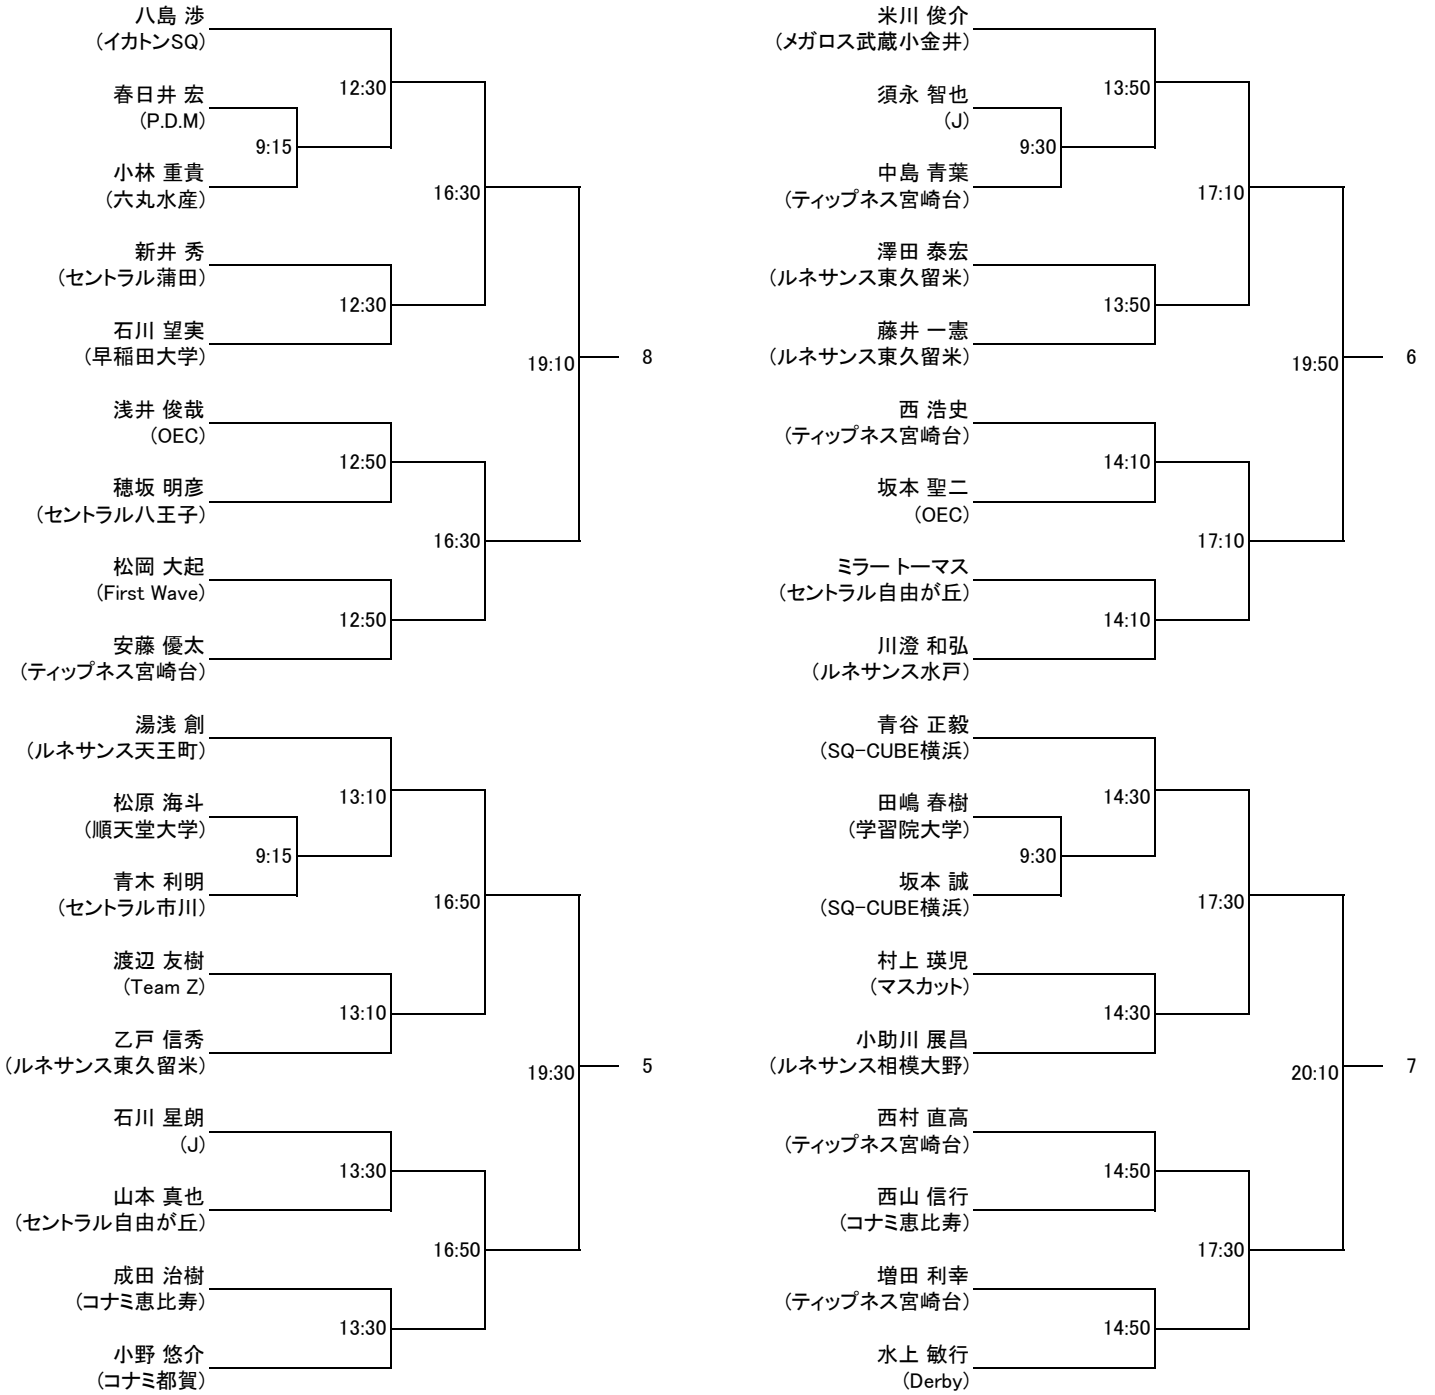 八島 渉
(イカトンSQ)
12:30
春日井 宏
(P.D.M)
9:15
小林 重貴
(六丸水産)
16:30
新井 秀
(セントラル蒲田)
12:30
石川 望実
(早稲田大学)
19:10
8
浅井 俊哉
(OEC)
12:50
穂坂 明彦
(セントラル八王子)
16:30
松岡 大起
(First Wave)
12:50
安藤 優太
(ティップネス宮崎台)
湯浅 創
(ルネサンス天王町)
13:10
松原 海斗
(順天堂大学)
9:15
青木 利明
(セントラル市川)
16:50
渡辺 友樹
(Team Z)
13:10
乙戸 信秀
(ルネサンス東久留米)
19:30
5
石川 星朗
(J)
13:30
山本 真也
(セントラル自由が丘)
16:50
成田 治樹
(コナミ恵比寿)
13:30
小野 悠介
(コナミ都賀)
米川 俊介
(メガロス武蔵小金井)
13:50
須永 智也
(J)
9:30
中島 青葉
(ティップネス宮崎台)
17:10
澤田 泰宏
(ルネサンス東久留米)
13:50
藤井 一憲
(ルネサンス東久留米)
19:50
6
西 浩史
(ティップネス宮崎台)
14:10
坂本 聖二
(OEC)
17:10
ミラー トーマス
(セントラル自由が丘)
14:10
川澄 和弘
(ルネサンス水戸)
青谷 正毅
(SQ-CUBE横浜)
14:30
田嶋 春樹
(学習院大学)
9:30
坂本 誠
(SQ-CUBE横浜)
17:30
村上 瑛児
(マスカット)
14:30
小助川 展昌
(ルネサンス相模大野)
20:10
7
西村 直高
(ティップネス宮崎台)
14:50
西山 信行
(コナミ恵比寿)
17:30
増田 利幸
(ティップネス宮崎台)
14:50
水上 敏行
(Derby)